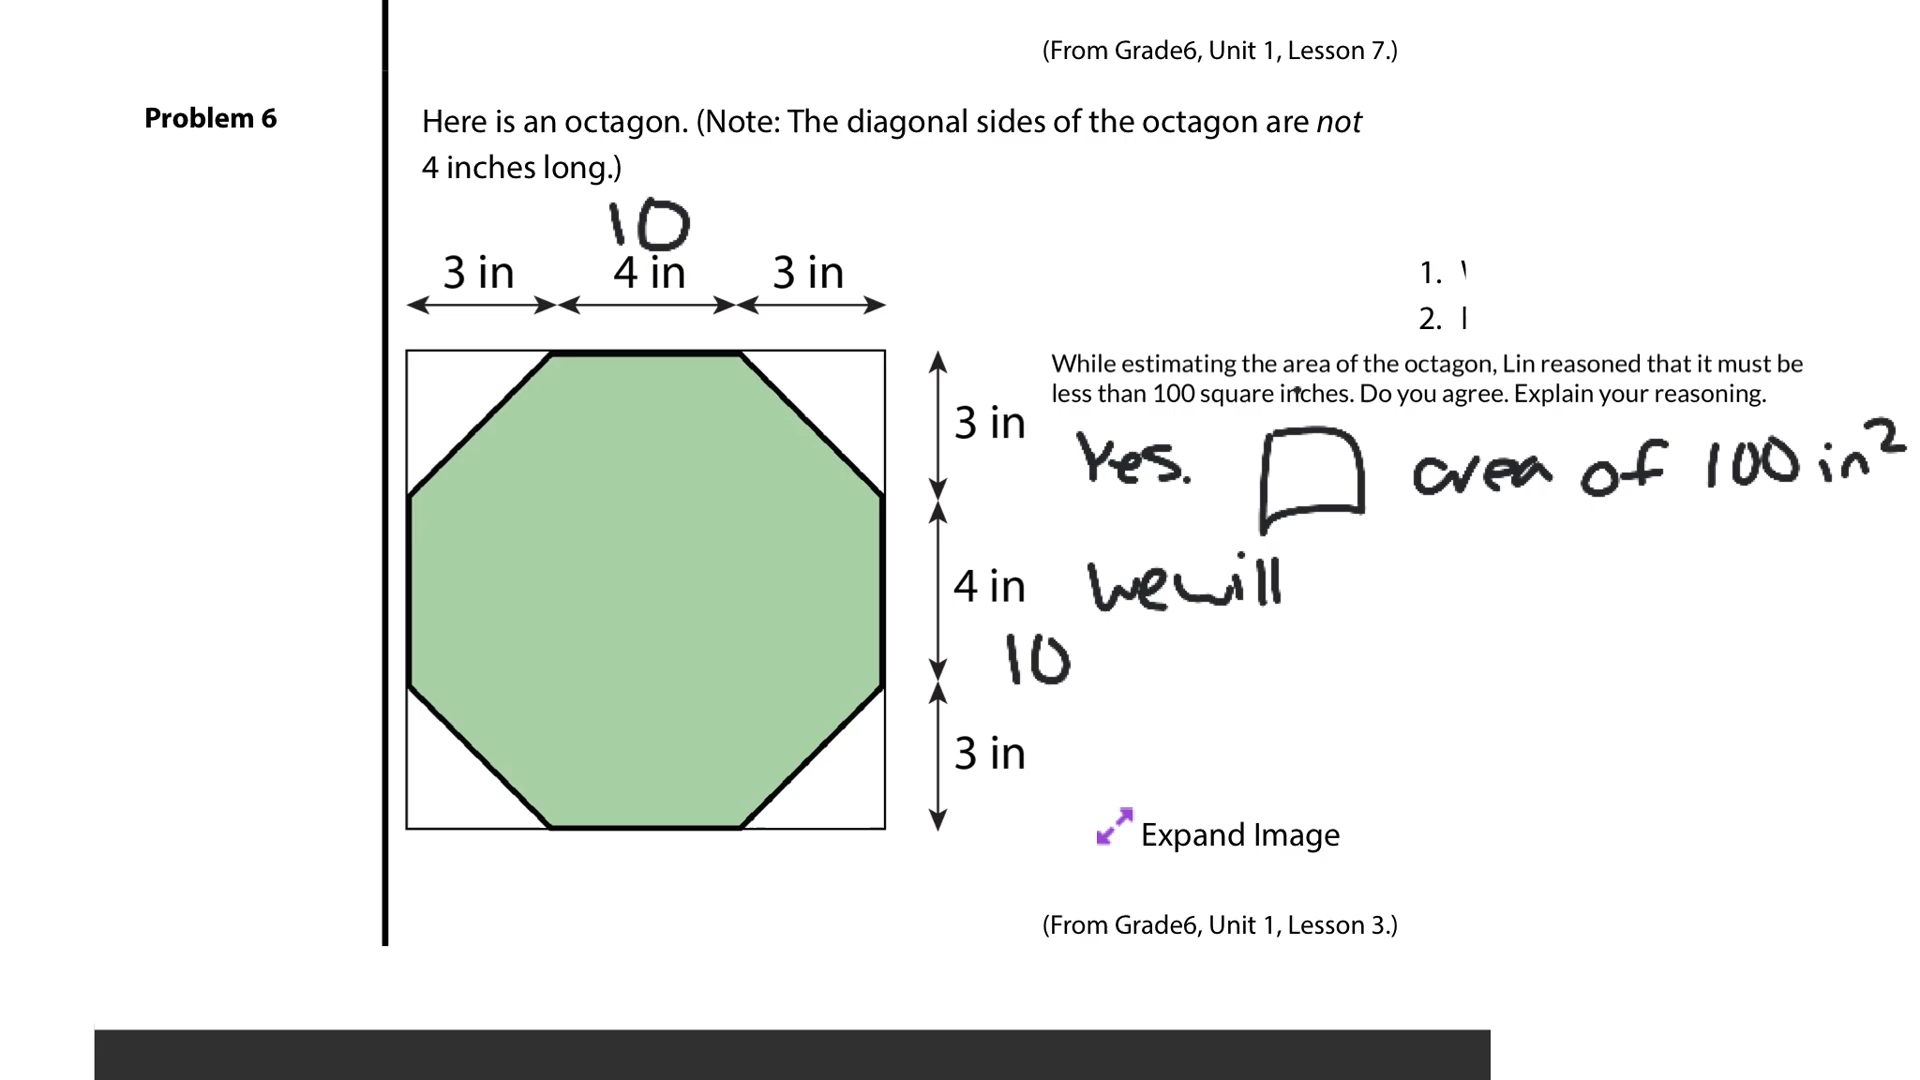 (From Grade6, Unit 1, Lesson 7.)
Problem 6
Here is an octagon. (Note: The diagonal sides of the octagon are not
4 inches long.)
10
3 in 4 in 3 in
1.
2.
While estimating the area of the octagon, Lin reasoned that it must be
less than 100 square inches. Do you agree. Explain your reasoning.
3 in
Yes. area of 100 in²
4 in
we will
10
3 in
Expand Image
(From Grade6, Unit 1, Lesson 3.)